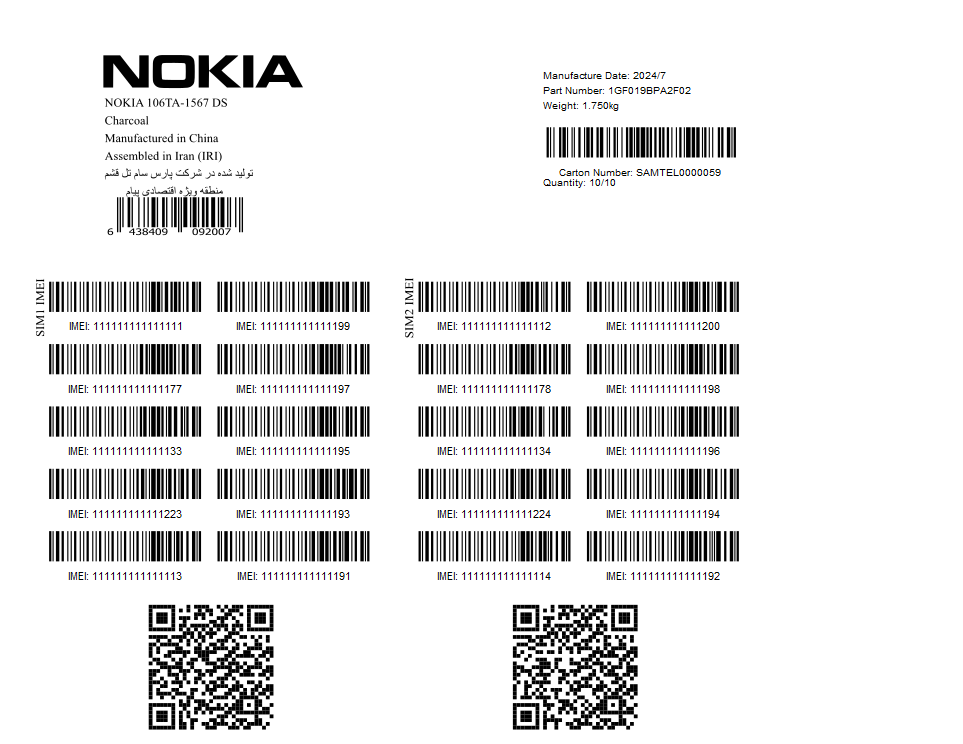 NOKIA
NOKIA 106TA-1567 DS
Charcoal
Manufactured in China
Assembled in Iran (IRI)
تولید شده در شرکت پارس سام تل قشم
منطقه ویژه اقتصادی پیام
6 438409 092007
Manufacture Date: 2024/7
Part Number: 1GF019BPA2F02
Weight: 1.750kg
Carton Number: SAMTEL0000059
Quantity: 10/10
SIM1 IMEI
IMEI: 111111111111111
IMEI: 111111111111199
IMEI: 111111111111177
IMEI: 111111111111197
IMEI: 111111111111133
IMEI: 111111111111195
IMEI: 111111111111223
IMEI: 111111111111193
IMEI: 111111111111113
IMEI: 111111111111191
SIM2 IMEI
IMEI: 111111111111112
IMEI: 111111111111200
IMEI: 111111111111178
IMEI: 111111111111198
IMEI: 111111111111134
IMEI: 111111111111196
IMEI: 111111111111224
IMEI: 111111111111194
IMEI: 111111111111114
IMEI: 111111111111192